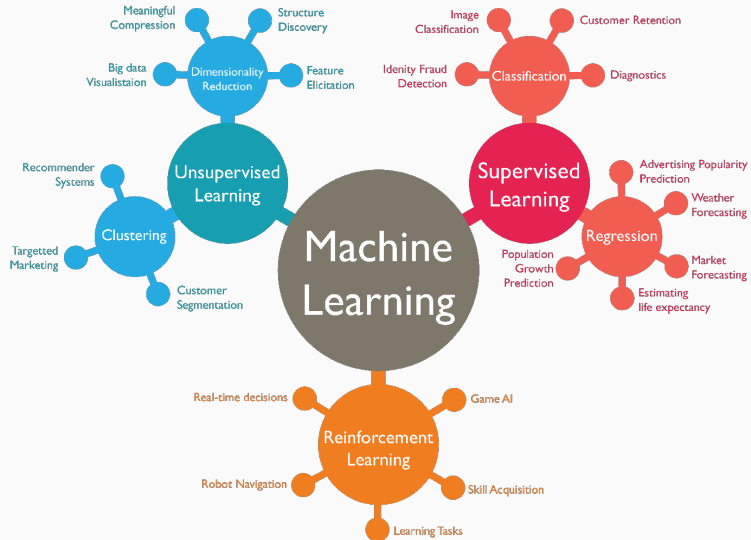 Meaningful
Compression
Structure
Discovery
Big data
Visualistaion
Dimensionality
Reduction
Feature
Elicitation
Unsupervised
Learning
Recommender
Systems
Clustering
Targetted
Marketing
Customer
Segmentation
Machine
Learning
Image
Classification
Customer Retention
Idenity Fraud
Detection
Classification
Diagnostics
Supervised
Learning
Advertising Popularity
Prediction
Weather
Forecasting
Regression
Population
Growth
Prediction
Market
Forecasting
Estimating
life expectancy
Real-time decisions
Game AI
Reinforcement
Learning
Robot Navigation
Skill Acquisition
Learning Tasks